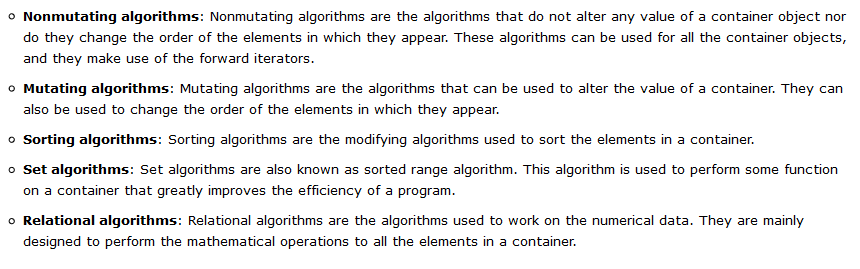 Nonmutating algorithms: Nonmutating algorithms are the algorithms that do not alter any value of a container object nor
do they change the order of the elements in which they appear. These algorithms can be used for all the container objects,
and they make use of the forward iterators.
Mutating algorithms: Mutating algorithms are the algorithms that can be used to alter the value of a container. They can
also be used to change the order of the elements in which they appear.
Sorting algorithms: Sorting algorithms are the modifying algorithms used to sort the elements in a container.
Set algorithms: Set algorithms are also known as sorted range algorithm. This algorithm is used to perform some function
on a container that greatly improves the efficiency of a program.
Relational algorithms: Relational algorithms are the algorithms used to work on the numerical data. They are mainly
designed to perform the mathematical operations to all the elements in a container.